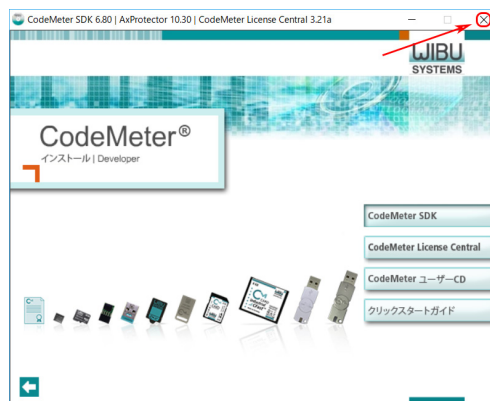 CodeMeter SDK 6.80 | AxProtector 10.30 | CodeMeter License Central 3.21a
WIBU
SYSTEMS
CodeMeter®
インストール | Developer
CodeMeter SDK
CodeMeter License Central
CodeMeter ユーザーCD
クリックスタートガイド